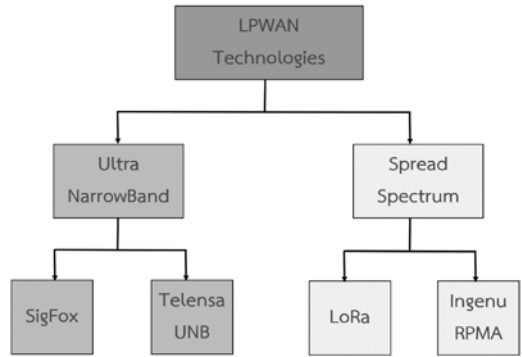 LPWAN
Technologies
Ultra
NarrowBand
Spread
Spectrum
SigFox
Telensa
UNB
LoRa
Ingenu
RPMA